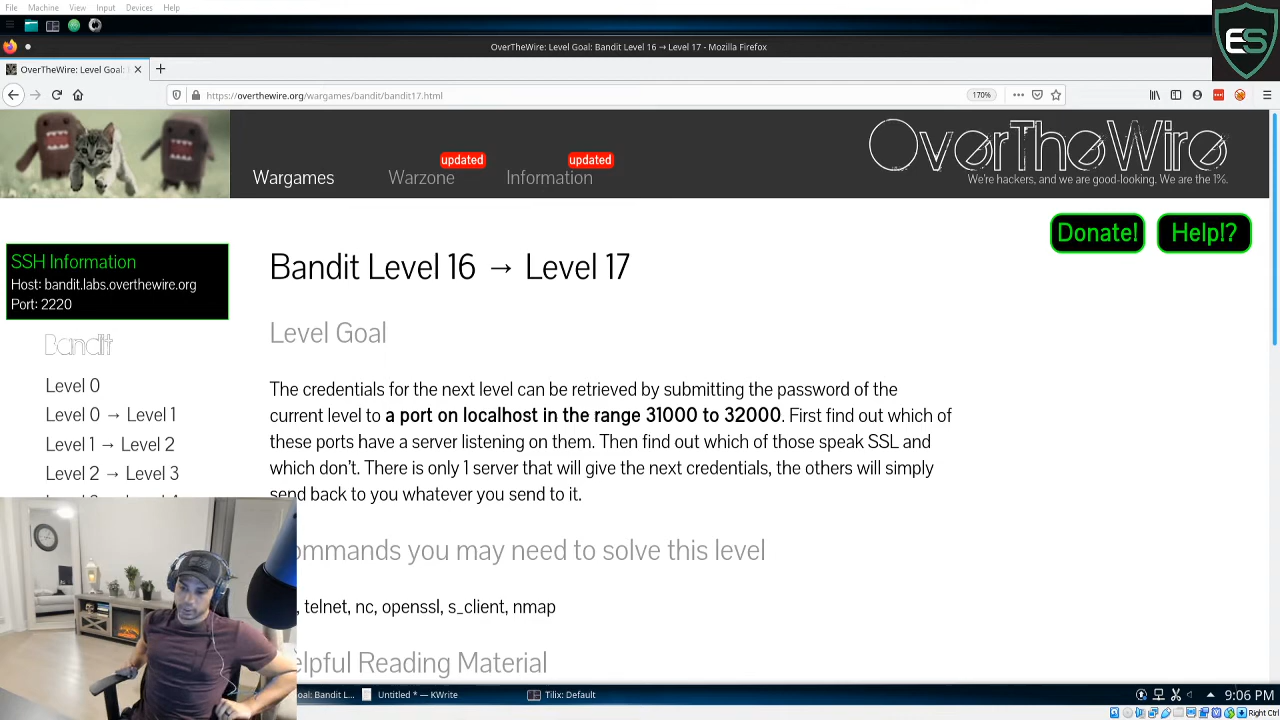 File Machine View Input Devices Help
ES
OverTheWire: Level Goal: Bandit Level 16 → Level 17 - Mozilla Firefox
OverTheWire: Level Goal:
https://overthewire.org/wargames/bandit/bandit17.html
170%
Wargames
Warzone
updated
Information
updated
OverTheWire
We're hackers, and we are good-looking. We are the 1%.
Donate!
Help!?
SSH Information
Host: bandit.labs.overthewire.org
Port: 2220
Bandit
Level 0
Level 0 → Level 1
Level 1 → Level 2
Level 2 → Level 3
Bandit Level 16 → Level 17
Level Goal
The credentials for the next level can be retrieved by submitting the password of the
current level to a port on localhost in the range 31000 to 32000. First find out which of
these ports have a server listening on them. Then find out which of those speak SSL and
which don't. There is only 1 server that will give the next credentials, the others will simply
send back to you whatever you send to it.
ommands you may need to solve this level
, telnet, nc, openssl, s_client, nmap
elpful Reading Material
oal: Bandit L...
Untitled * — KWrite
Tilix: Default
9:06 PM
Right Ctrl